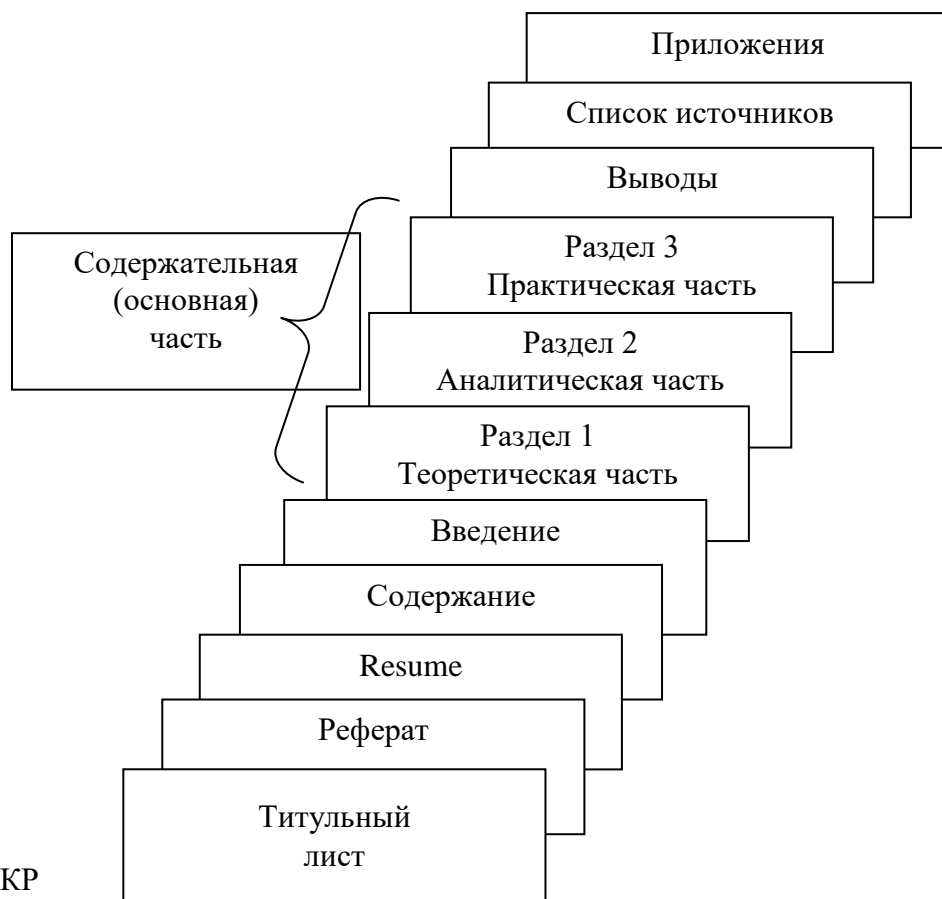 Приложения
Список источников
Выводы
Раздел 3
Практическая часть
Содержательная
(основная)
часть
Раздел 2
Аналитическая часть
Раздел 1
Теоретическая часть
Введение
Содержание
Resume
Реферат
Титульный
лист
КР